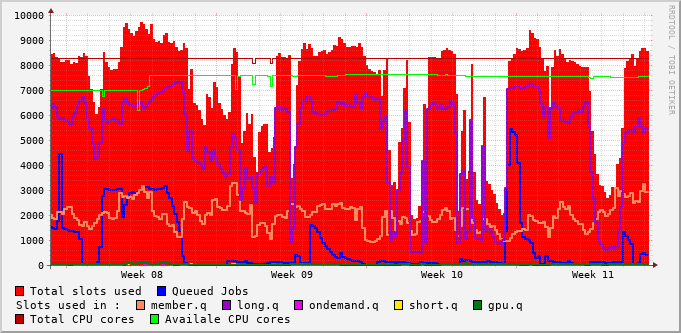 10000
9000
8000
7000
6000
5000
4000
3000
2000
1000
0
Week 08 Week 09 Week 10 Week 11
RRDTOOL / TOBI OETIKER
Total slots used Queued Jobs
Slots used in : member.q long.q ondemand.q short.q gpu.q
Total CPU cores Availale CPU cores